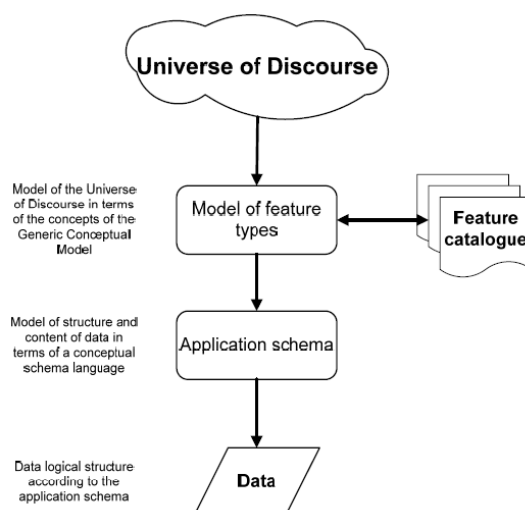 Universe of Discourse
Model of the Universe
of Discourse in terms
of the concepts of the
Generic Conceptual
Model
Model of feature
types
Feature
catalogue
Model of structure and
content of data in
terms of a conceptual
schema language
Application schema
Data logical structure
according to the
application schema
Data